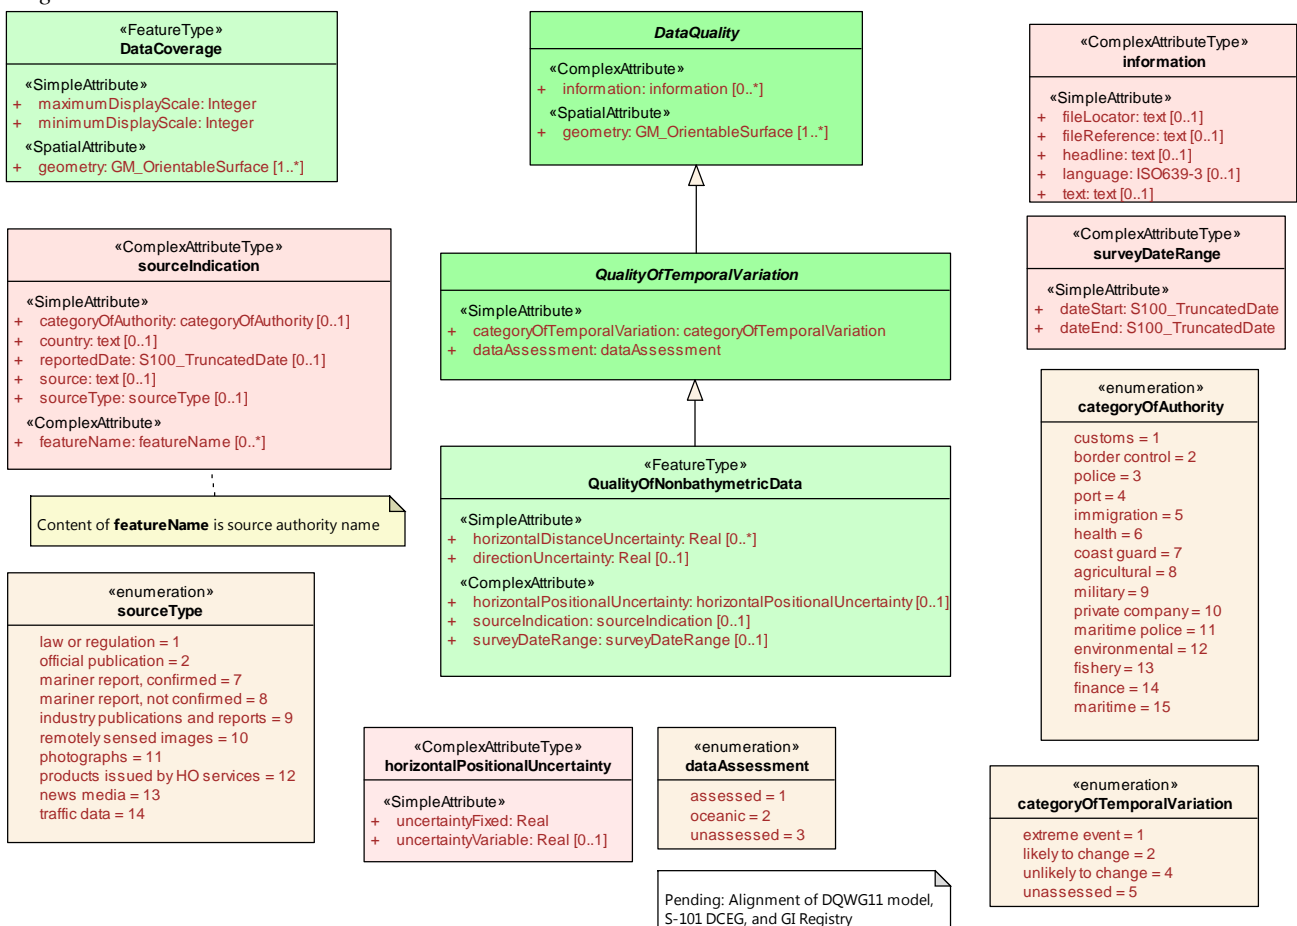 «FeatureType»
DataCoverage
«SimpleAttribute»
+ maximumDisplayScale: Integer
+ minimumDisplayScale: Integer
«SpatialAttribute»
+ geometry: GM_OrientableSurface [1..*]
DataQuality
«ComplexAttribute»
+ information: information [0..*]
«SpatialAttribute»
+ geometry: GM_OrientableSurface [1..*]
«ComplexAttributeType»
information
«SimpleAttribute»
+ fileLocator: text [0..1]
+ fileReference: text [0..1]
+ headline: text [0..1]
+ language: ISO639-3 [0..1]
+ text: text [0..1]
«ComplexAttributeType»
sourceIndication
«SimpleAttribute»
+ categoryOfAuthority: categoryOfAuthority [0..1]
+ country: text [0..1]
+ reportedDate: S100_TruncatedDate [0..1]
+ source: text [0..1]
+ sourceType: sourceType [0..1]
«ComplexAttribute»
+ featureName: featureName [0..*]
Content of featureName is source authority name
QualityOfTemporalVariation
«SimpleAttribute»
+ categoryOfTemporalVariation: categoryOfTemporalVariation
+ dataAssessment: dataAssessment
«ComplexAttributeType»
surveyDateRange
«SimpleAttribute»
+ dateStart: S100_TruncatedDate
+ dateEnd: S100_TruncatedDate
«FeatureType»
QualityOfNonbathymetricData
«SimpleAttribute»
+ horizontalDistanceUncertainty: Real [0..*]
+ directionUncertainty: Real [0..1]
«ComplexAttribute»
+ horizontalPositionalUncertainty: horizontalPositionalUncertainty [0..1]
+ sourceIndication: sourceIndication [0..1]
+ surveyDateRange: surveyDateRange [0..1]
«enumeration»
categoryOfAuthority
customs = 1
border control = 2
police = 3
port = 4
immigration = 5
health = 6
coast guard = 7
agricultural = 8
military = 9
private company = 10
maritime police = 11
environmental = 12
fishery = 13
finance = 14
maritime = 15
«enumeration»
sourceType
law or regulation = 1
official publication = 2
mariner report, confirmed = 7
mariner report, not confirmed = 8
industry publications and reports = 9
remotely sensed images = 10
photographs = 11
products issued by HO services = 12
news media = 13
traffic data = 14
«ComplexAttributeType»
horizontalPositionalUncertainty
«SimpleAttribute»
+ uncertaintyFixed: Real
+ uncertaintyVariable: Real [0..1]
«enumeration»
dataAssessment
assessed = 1
oceanic = 2
unassessed = 3
«enumeration»
categoryOfTemporalVariation
extreme event = 1
likely to change = 2
unlikely to change = 4
unassessed = 5
Pending: Alignment of DQWG11 model,
S-101 DCEG, and GI Registry